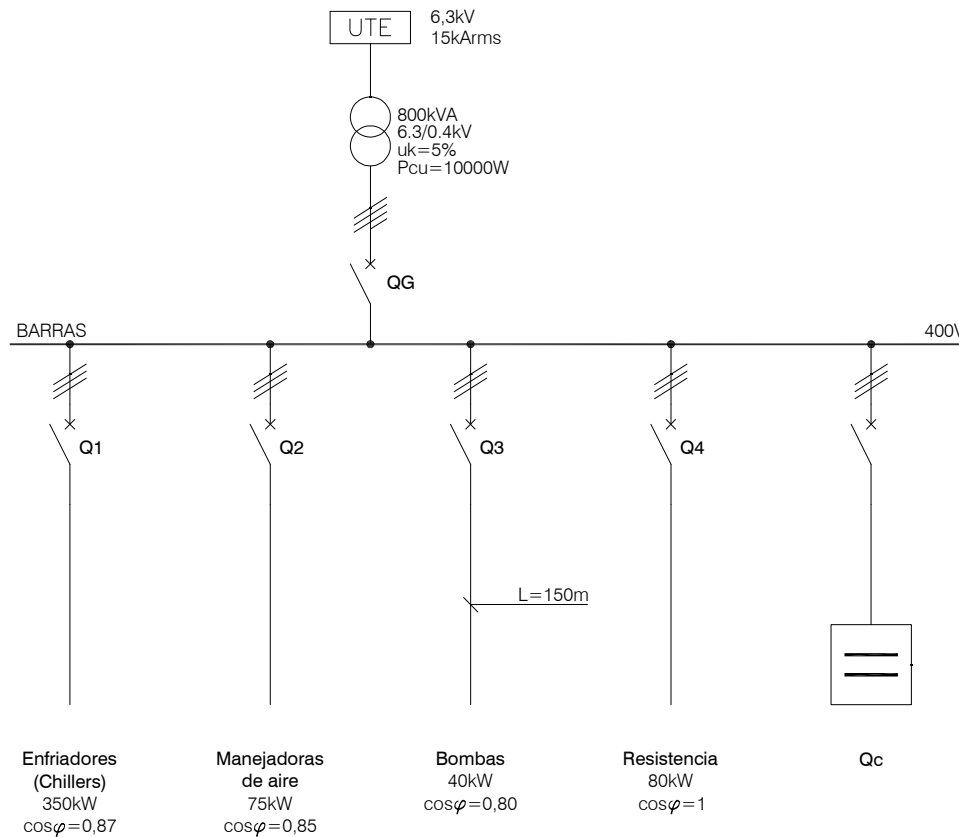 UTE
6,3kV
15kArms
800kVA
6.3/0.4kV
uk=5%
Pcu=10000W
QG
BARRAS
400V
Q1
Q2
Q3
Q4
L=150m
Enfriadores
(Chillers)
350kW
cosφ=0,87
Manejadoras
de aire
75kW
cosφ=0,85
Bombas
40kW
cosφ=0,80
Resistencia
80kW
cosφ=1
Qc